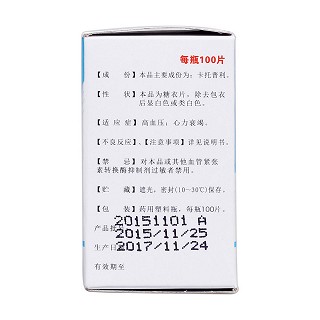 每瓶100片
【成　份】本品主要成份为：卡托普利。
【性　状】本品为糖衣片，除去包衣
后显白色或类白色。
【适 应 症】高血压；心力衰竭。
【不良反应】、【注意事项】详见说明书。
【禁　忌】对本品或其他血管紧张
素转换酶抑制剂过敏者禁用。
【贮　藏】遮光，密封(10～30℃)保存。
【包　装】药用塑料瓶，每瓶100片。
20151101 A
产品批
2015/11/25
生产日
2017/11/24
有效期至